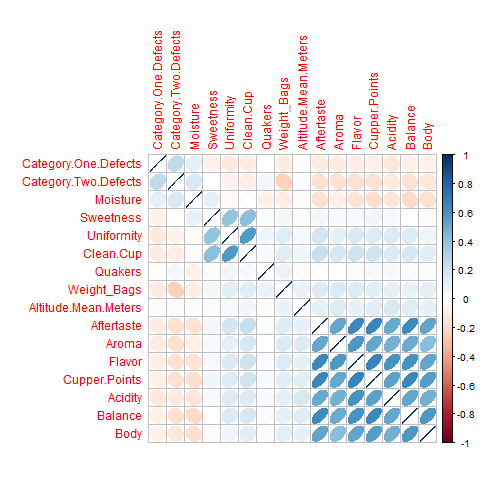 Category.One.Defects
Category.Two.Defects
Moisture
Sweetness
Uniformity
Clean.Cup
Quakers
Weight_Bags
Altitude.Mean.Meters
Aftertaste
Aroma
Flavor
Cupper.Points
Acidity
Balance
Body
Category.One.Defects
Category.Two.Defects
Moisture
Sweetness
Uniformity
Clean.Cup
Quakers
Weight_Bags
Altitude.Mean.Meters
Aftertaste
Aroma
Flavor
Cupper.Points
Acidity
Balance
Body
1
0.8
0.6
0.4
0.2
0
-0.2
-0.4
-0.6
-0.8
-1